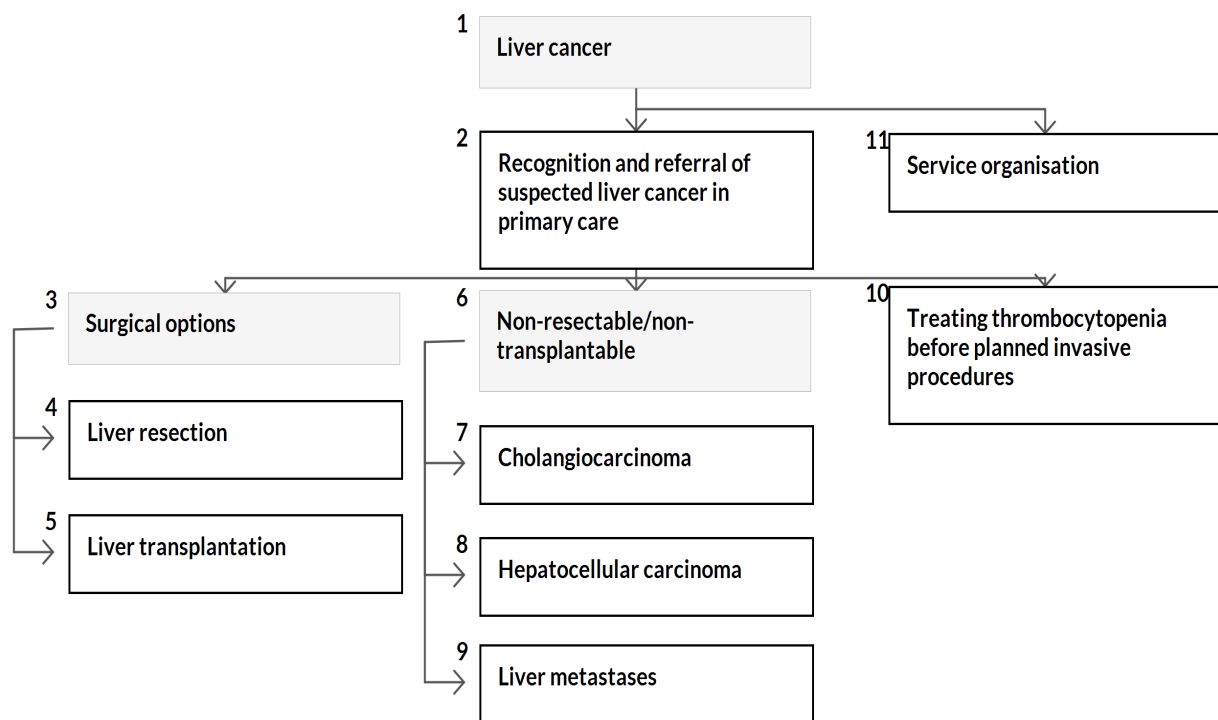 1
Liver cancer
2
Recognition and referral of
suspected liver cancer in
primary care
11
Service organisation
3
Surgical options
4
Liver resection
5
Liver transplantation
6
Non-resectable/non-
transplantable
7
Cholangiocarcinoma
8
Hepatocellular carcinoma
9
Liver metastases
10
Treating thrombocytopenia
before planned invasive
procedures